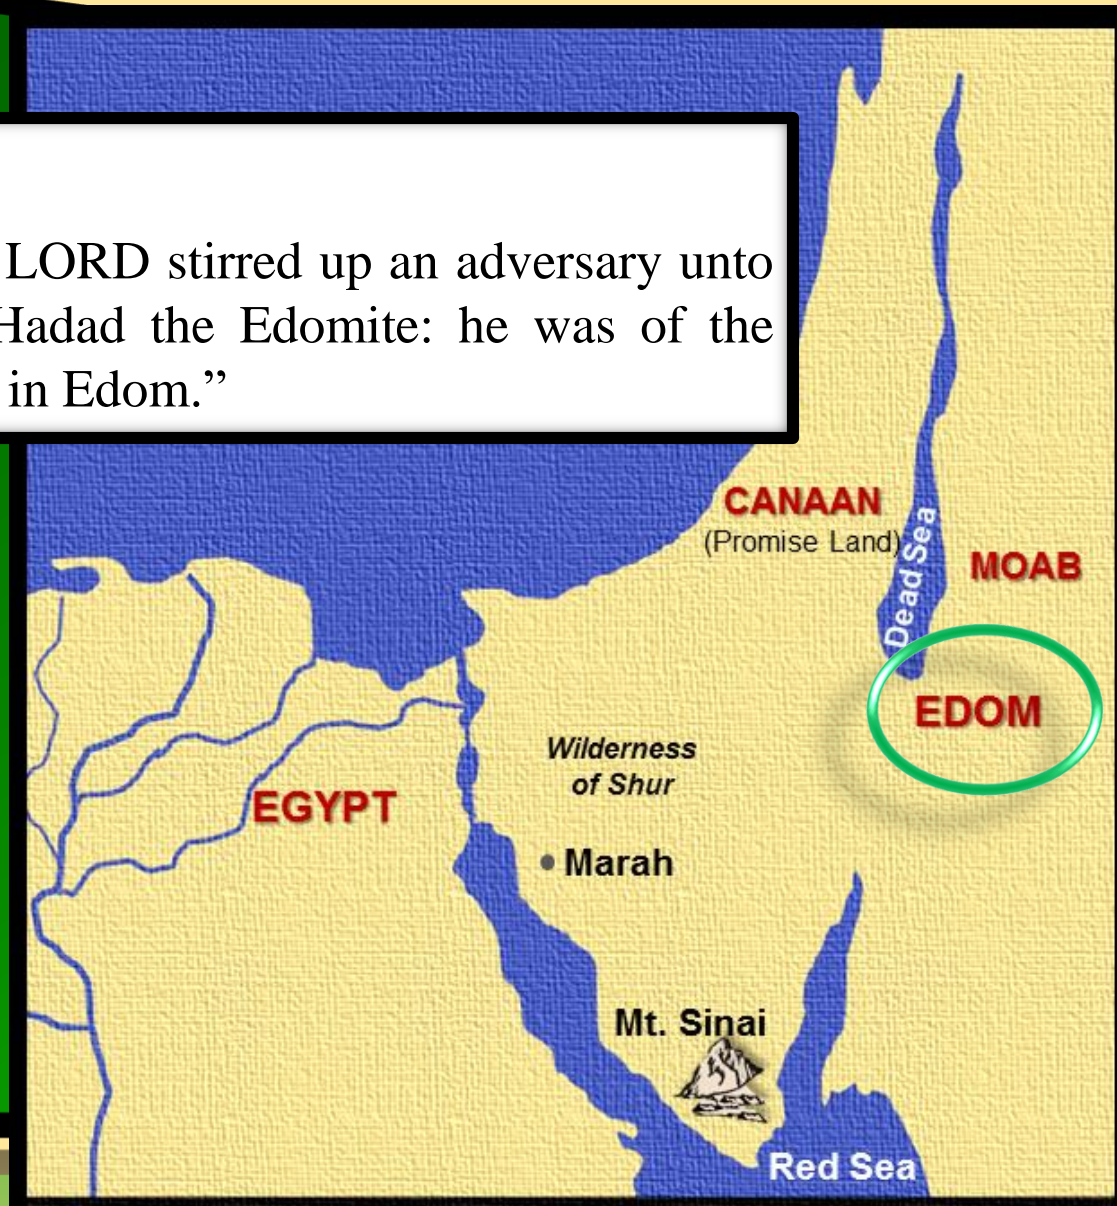 LORD stirred up an adversary unto
Hadad the Edomite: he was of the
in Edom.”
CANAAN
(Promise Land)
Dead Sea
MOAB
EDOM
Wilderness
of Shur
EGYPT
Marah
Mt. Sinai
Red Sea